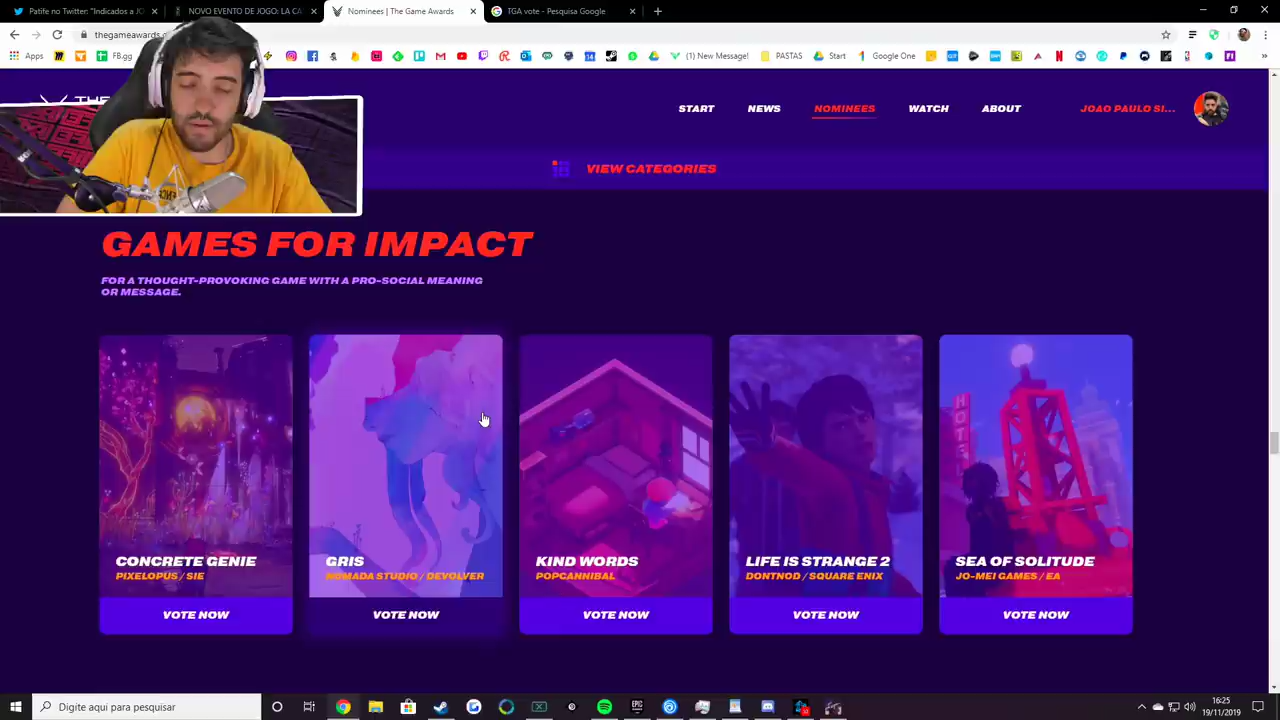 Patife no Twitter: "Indicados a JO
NOVO EVENTO DE JOGO: LA CA
Nominees | The Game Awards
TGA vote - Pesquisa Google
thegameawards
Apps
FB.gg
(1) New Message!
PASTAS
Start
Google One
THE
START
NEWS
NOMINEES
WATCH
ABOUT
JOAO PAULO SI...
VIEW CATEGORIES
GAMES FOR IMPACT
FOR A THOUGHT-PROVOKING GAME WITH A PRO-SOCIAL MEANING
OR MESSAGE.
HOTEL
CONCRETE GENIE
PIXELOPUS / SIE
VOTE NOW
GRIS
NOMADA STUDIO / DEVOLVER
VOTE NOW
KIND WORDS
POPCANNIBAL
VOTE NOW
LIFE IS STRANGE 2
DONTNOD / SQUARE ENIX
VOTE NOW
SEA OF SOLITUDE
JO-MEI GAMES / EA
VOTE NOW
Digite aqui para pesquisar
16:25
19/11/2019